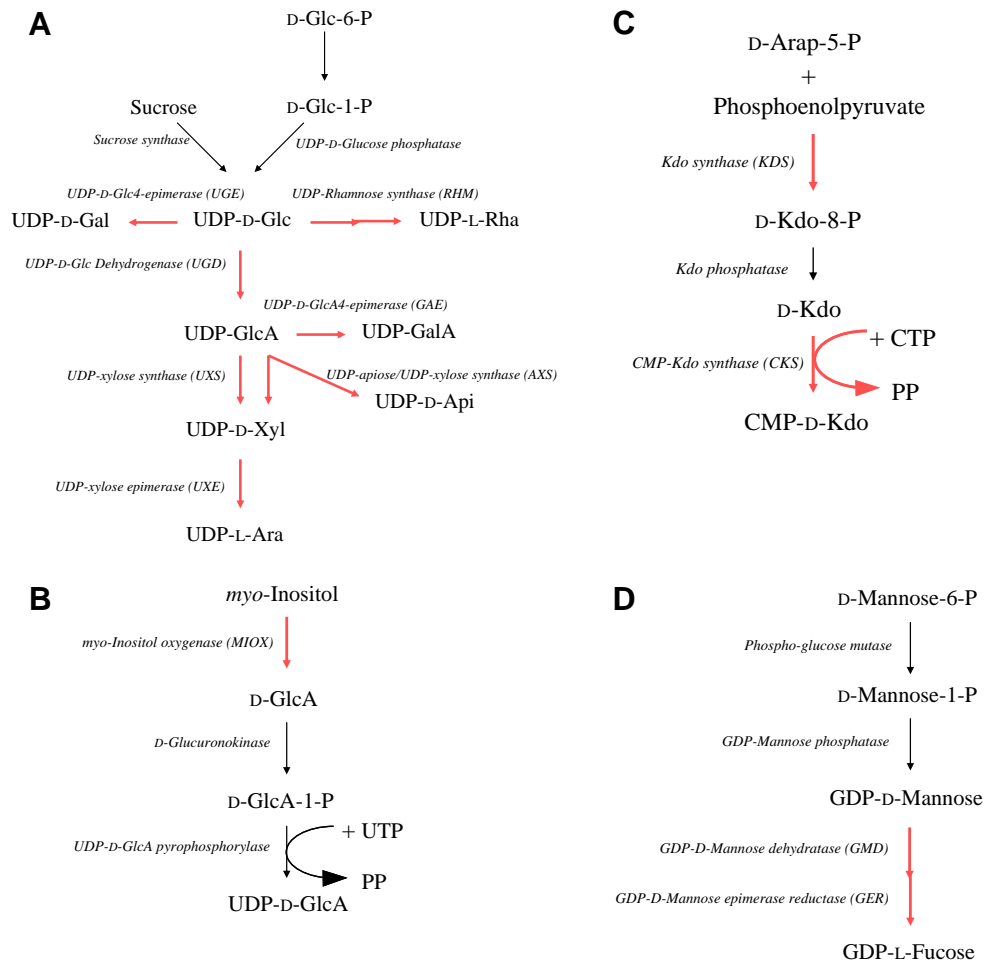 A
D-Glc-6-P
Sucrose
D-Glc-1-P
Sucrose synthase
UDP-D-Glucose phosphatase
UDP-D-Glc4-epimerase (UGE)
UDP-Rhamnose synthase (RHM)
UDP-D-Gal
UDP-D-Glc
UDP-L-Rha
UDP-D-Glc Dehydrogenase (UGD)
UDP-D-GlcA4-epimerase (GAE)
UDP-GlcA
UDP-GalA
UDP-xylose synthase (UXS)
UDP-apiose/UDP-xylose synthase (AXS)
UDP-D-Api
UDP-D-Xyl
UDP-xylose epimerase (UXE)
UDP-L-Ara
B
myo-Inositol
myo-Inositol oxygenase (MIOX)
D-GlcA
D-Glucuronokinase
D-GlcA-1-P
+ UTP
UDP-D-GlcA pyrophosphorylase
PP
UDP-D-GlcA
C
D-Arap-5-P
+
Phosphoenolpyruvate
Kdo synthase (KDS)
D-Kdo-8-P
Kdo phosphatase
D-Kdo
+ CTP
CMP-Kdo synthase (CKS)
PP
CMP-D-Kdo
D
D-Mannose-6-P
Phospho-glucose mutase
D-Mannose-1-P
GDP-Mannose phosphatase
GDP-D-Mannose
GDP-D-Mannose dehydratase (GMD)
GDP-D-Mannose epimerase reductase (GER)
GDP-L-Fucose